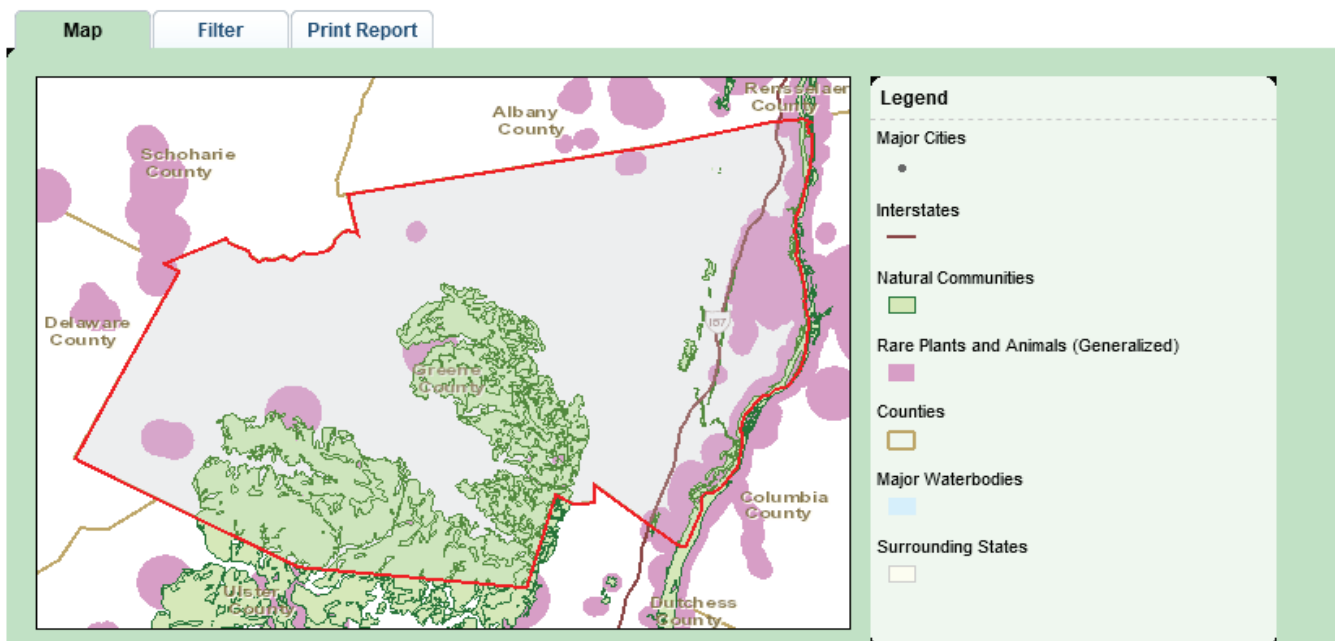 Map
Filter
Print Report
Rensselaer
County
Albany
County
Schoharie
County
Delaware
County
I87
Greene
County
Columbia
County
Ulster
County
Dutchess
County
Legend
Major Cities
Interstates
Natural Communities
Rare Plants and Animals (Generalized)
Counties
Major Waterbodies
Surrounding States